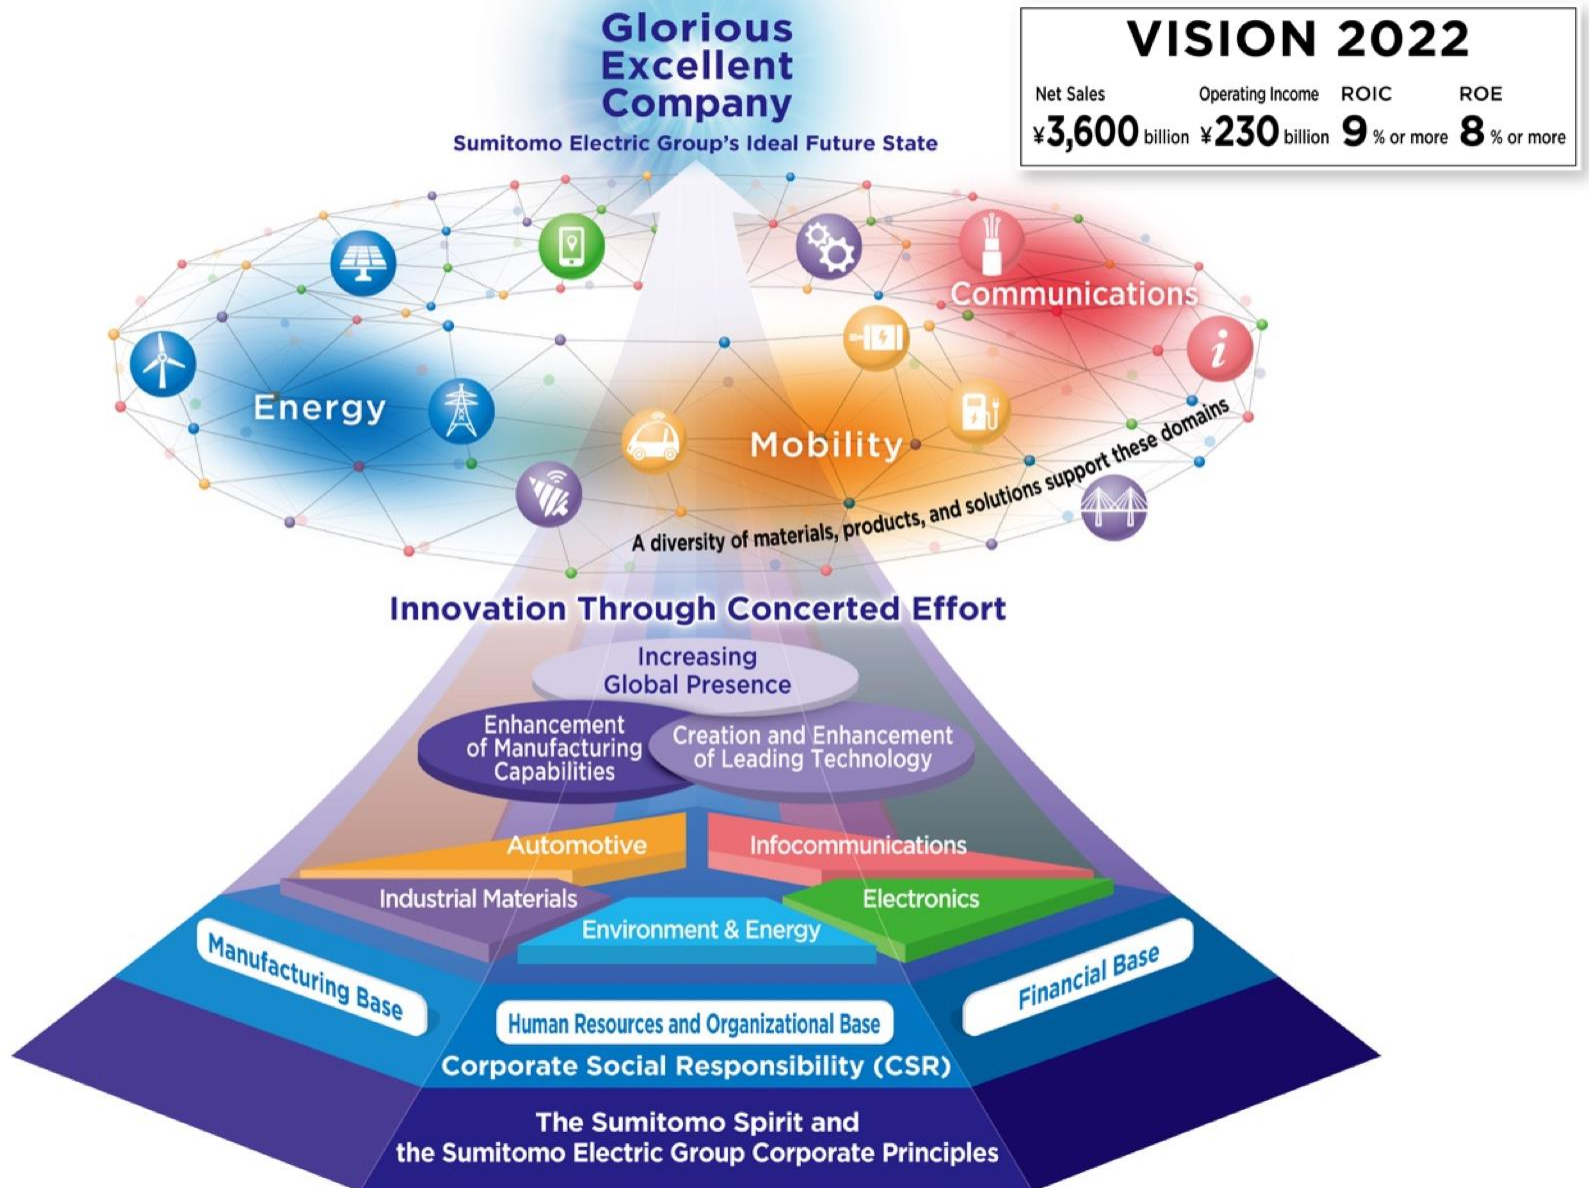 Glorious
Excellent
Company
Sumitomo Electric Group's Ideal Future State
VISION 2022
Net Sales Operating Income ROIC ROE
¥3,600 billion ¥230 billion 9 % or more 8 % or more
Communications
i
Energy
Mobility
A diversity of materials, products, and solutions support these domains
Innovation Through Concerted Effort
Increasing
Global Presence
Enhancement
of Manufacturing
Capabilities
Creation and Enhancement
of Leading Technology
Automotive
Infocommunications
Industrial Materials
Electronics
Environment & Energy
Manufacturing Base
Financial Base
Human Resources and Organizational Base
Corporate Social Responsibility (CSR)
The Sumitomo Spirit and
the Sumitomo Electric Group Corporate Principles